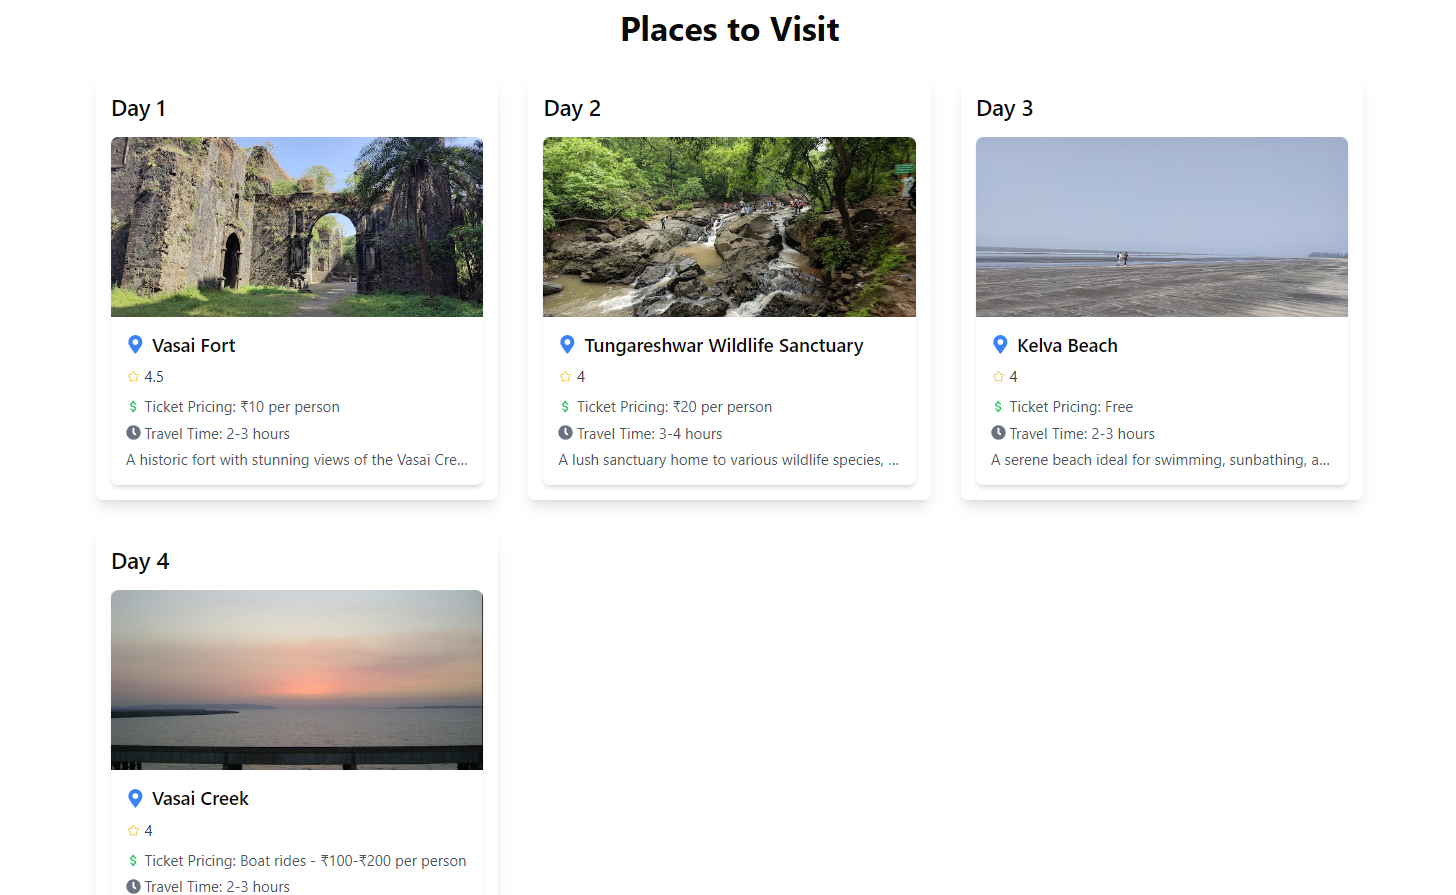 Places to Visit
Day 1
Vasai Fort
4.5
$ Ticket Pricing: ₹10 per person
Travel Time: 2-3 hours
A historic fort with stunning views of the Vasai Cre...
Day 2
Tungareshwar Wildlife Sanctuary
4
$ Ticket Pricing: ₹20 per person
Travel Time: 3-4 hours
A lush sanctuary home to various wildlife species, ...
Day 3
Kelva Beach
4
$ Ticket Pricing: Free
Travel Time: 2-3 hours
A serene beach ideal for swimming, sunbathing, a...
Day 4
Vasai Creek
4
$ Ticket Pricing: Boat rides - ₹100-₹200 per person
Travel Time: 2-3 hours